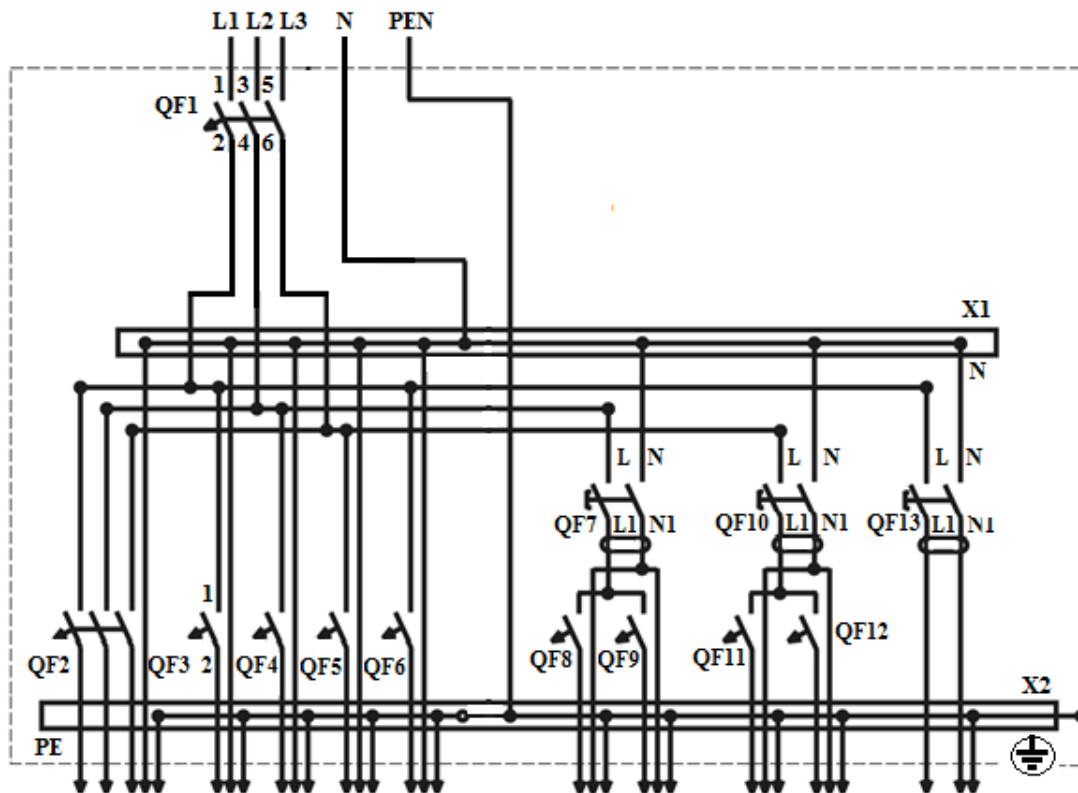 L1 L2 L3 N PEN
1 3 5
QF1
2 4 6
X1
N
L N L N L N
QF7 L1 N1 QF10 L1 N1 QF13 L1 N1
1
QF2 QF3 2 QF4 QF5 QF6 QF8 QF9 QF11 QF12
X2
PE